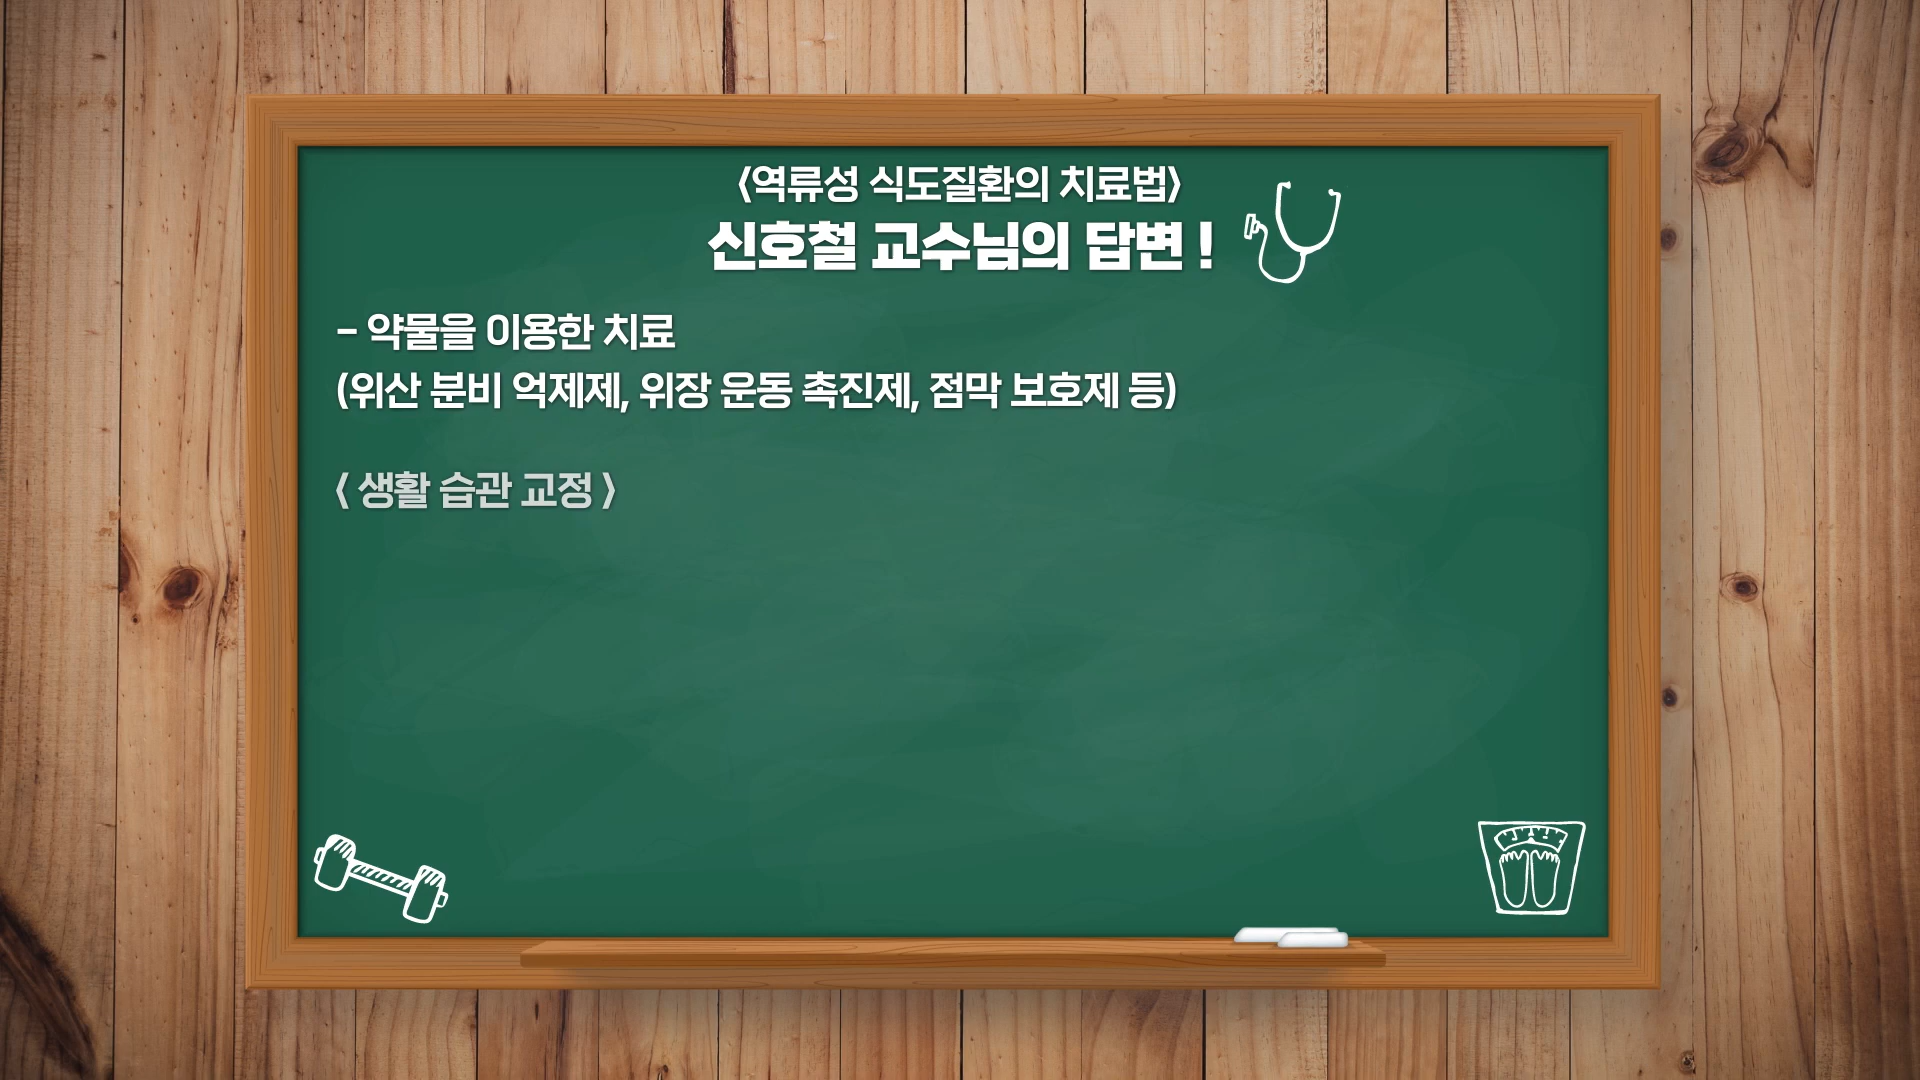 <역류성 식도질환의 치료법>
신호철 교수님의 답변 !
- 약물을 이용한 치료
(위산 분비 억제제, 위장 운동 촉진제, 점막 보호제 등)
< 생활 습관 교정 >